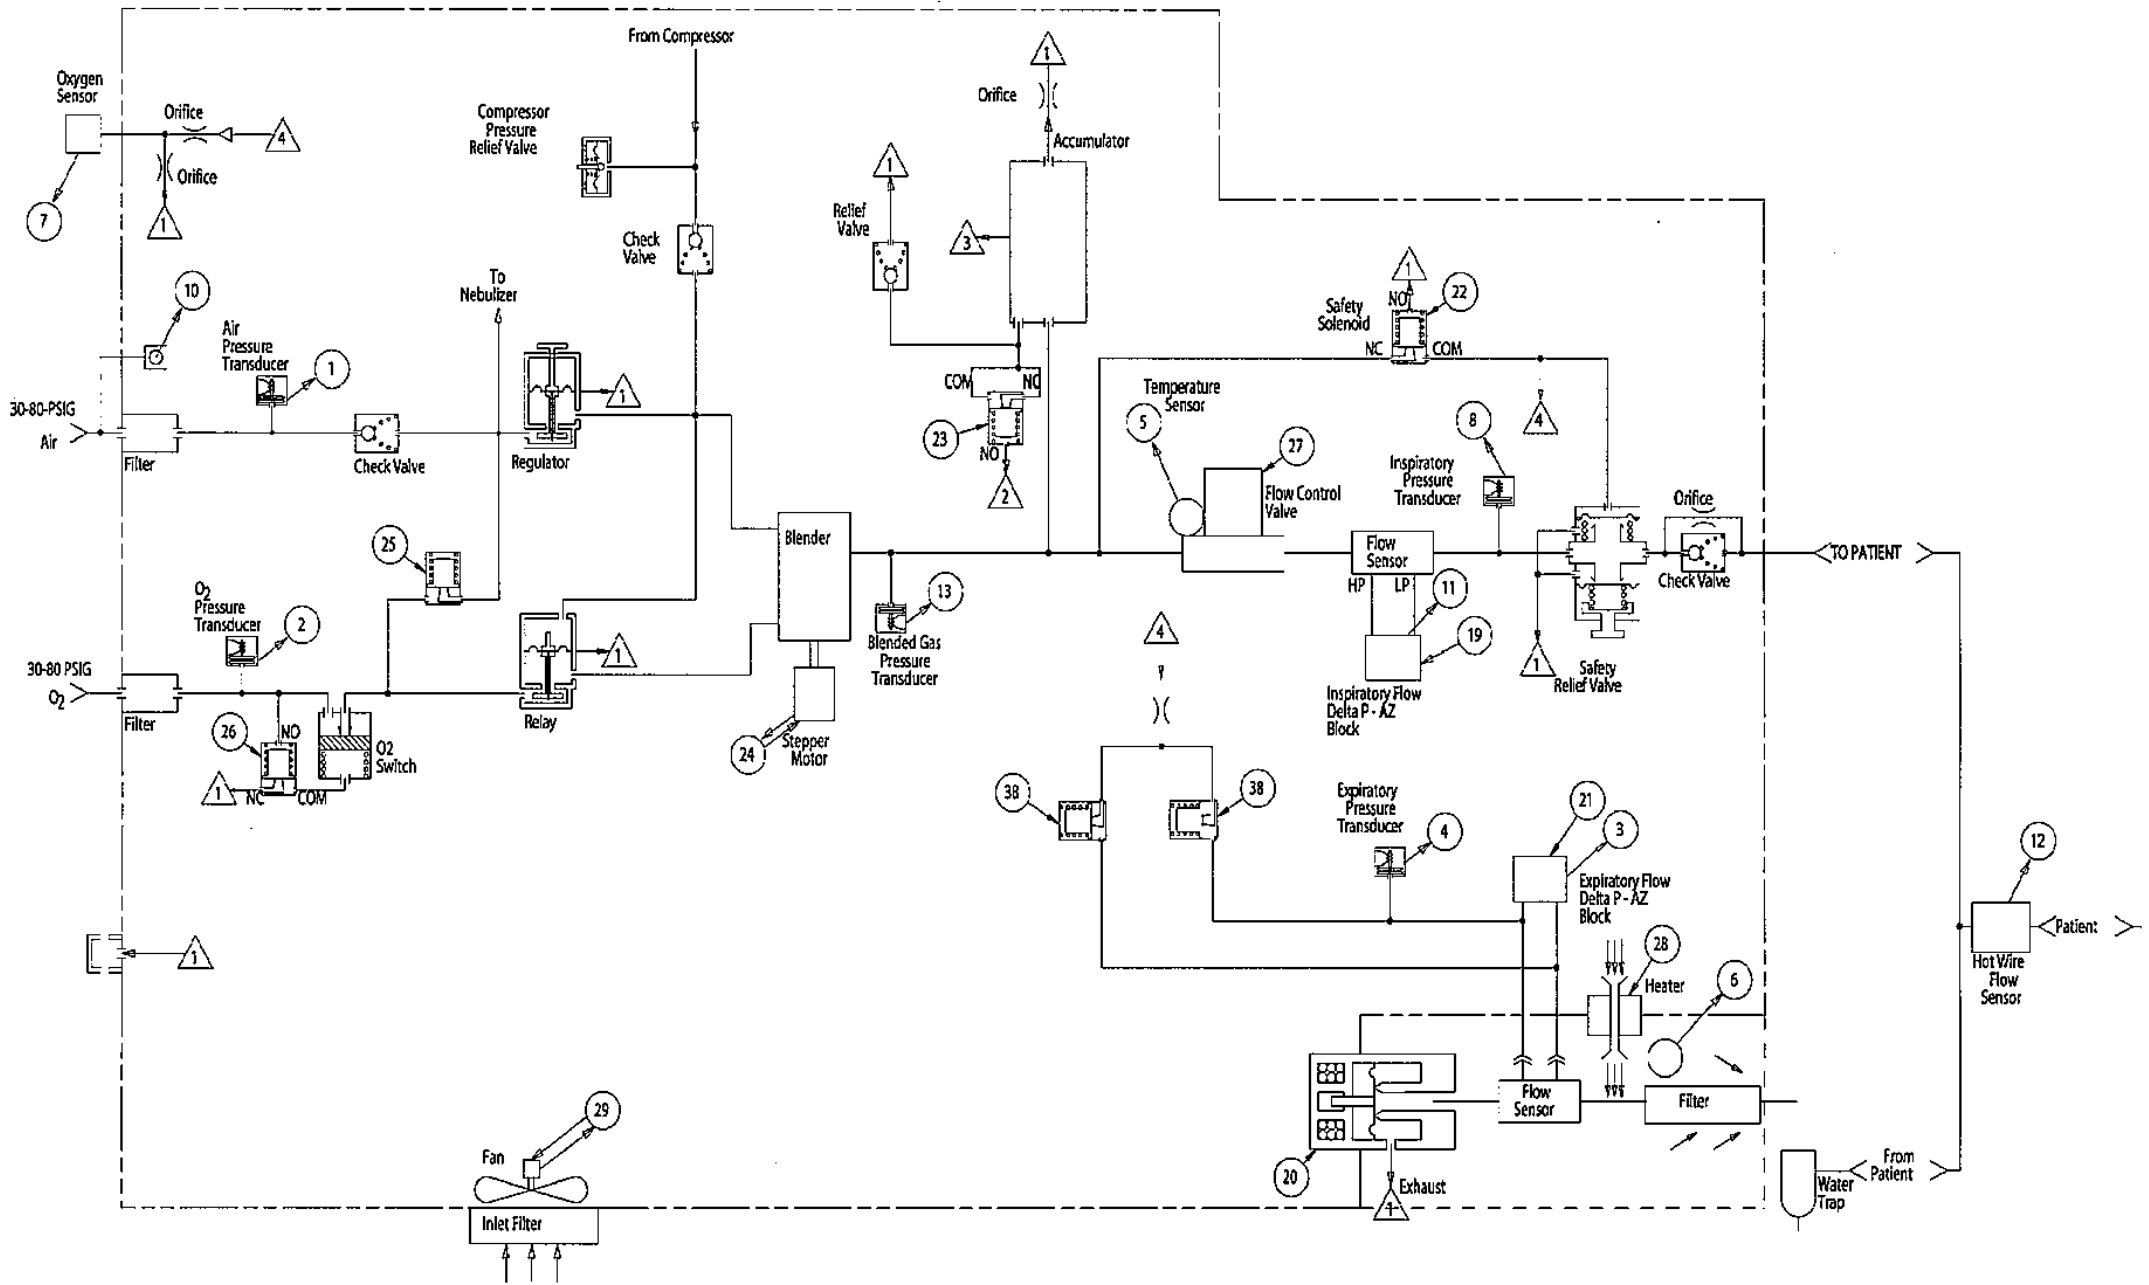 From Compressor
Oxygen
Sensor
Orifice
4
Orifice
1
7
Compressor
Pressure
Relief Valve
Check
Valve
1
Orifice
Accumulator
1
Relief
Valve
3
To
Nebulizer
10
Air
Pressure
Transducer
1
1
30-80-PSIG
Air
Filter
Check Valve
Regulator
COM
NC
23
NO
2
1
NO
22
Safety
Solenoid
NC
COM
4
Temperature
Sensor
5
27
Flow Control
Valve
8
Inspiratory
Pressure
Transducer
Orifice
Check Valve
TO PATIENT
Flow
Sensor
HP
LP
11
19
Inspiratory Flow
Delta P - AZ
Block
1
Safety
Relief Valve
25
Blender
13
Blended Gas
Pressure
Transducer
O2
Pressure
Transducer
2
1
30-80 PSIG
O2
Filter
Relay
26
NO
O2
Switch
1
NC
COM
24
Stepper
Motor
4
38
38
Expiratory
Pressure
Transducer
4
21
3
Expiratory Flow
Delta P - AZ
Block
12
Patient
Hot Wire
Flow
Sensor
1
28
Heater
6
Flow
Sensor
Filter
20
Exhaust
1
From
Patient
Water
Trap
29
Fan
Inlet Filter